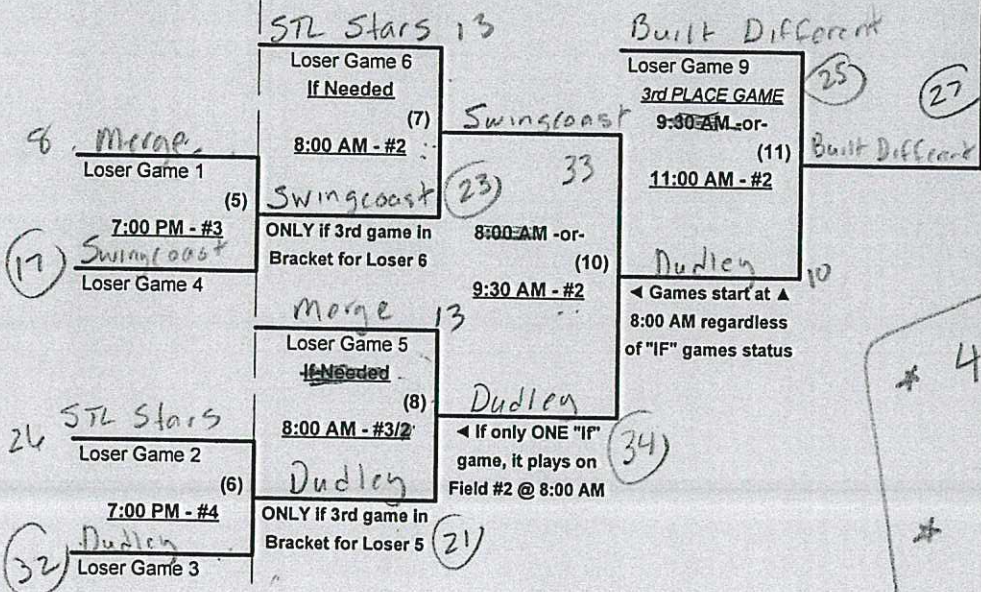 STL Stars 13
Loser Game 6
If Needed
(7)
8:00 AM - #2
8 Merge
Loser Game 1
(5)
7:00 PM - #3
17 Swingcoast
Loser Game 4
Swingcoast 23
ONLY if 3rd game in
Bracket for Loser 6
Merge 13
Loser Game 5
If Needed
(8)
8:00 AM - #3/2
26 STL Stars
Loser Game 2
(6)
7:00 PM - #4
32 Dudley
Loser Game 3
Dudley 21
ONLY if 3rd game in
Bracket for Loser 5
Swingcoast
33
8:00 AM -or-
(10)
9:30 AM - #2
Dudley 34
◄ If only ONE "If"
game, it plays on
Field #2 @ 8:00 AM
Built Different
Loser Game 9
25
3rd PLACE GAME
9:30 AM -or-
(11)
11:00 AM - #2
Dudley 10
◄ Games start at ▲
8:00 AM regardless
of "IF" games status
27
Built Different
* 4
*